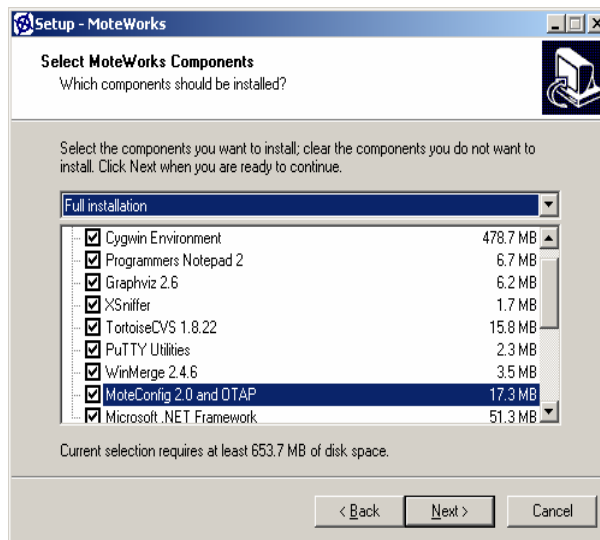 Setup - MoteWorks
Select MoteWorks Components
Which components should be installed?
Select the components you want to install; clear the components you do not want to
install. Click Next when you are ready to continue.
Full installation
Cygwin Environment 478.7 MB
Programmers Notepad 2 6.7 MB
Graphviz 2.6 6.2 MB
XSniffer 1.7 MB
TortoiseCVS 1.8.22 15.8 MB
PuTTY Utilities 2.3 MB
WinMerge 2.4.6 3.5 MB
MoteConfig 2.0 and OTAP 17.3 MB
Microsoft .NET Framework 51.3 MB
Current selection requires at least 653.7 MB of disk space.
< Back Next > Cancel